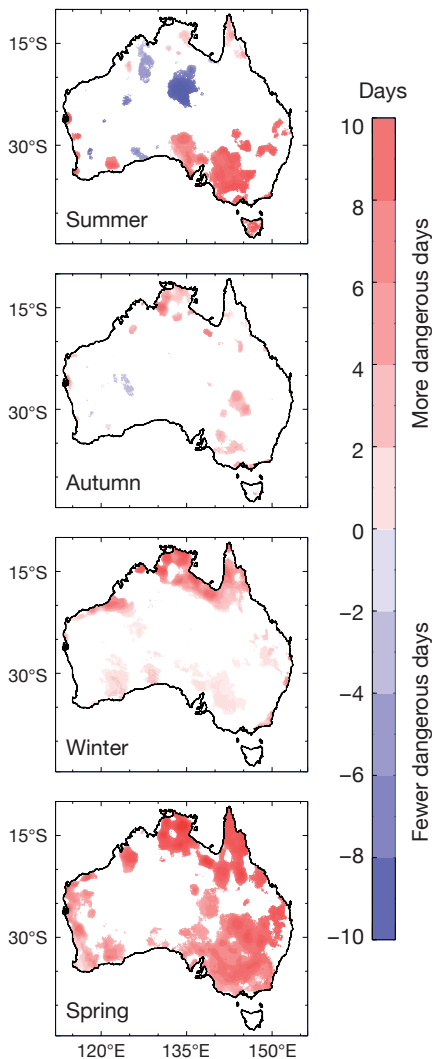 15°S
30°S
Summer
15°S
30°S
Autumn
15°S
30°S
Winter
15°S
30°S
Spring
120°E 135°E 150°E
Days
10
8
6
4
2
0
−2
−4
−6
−8
−10
More dangerous days
Fewer dangerous days